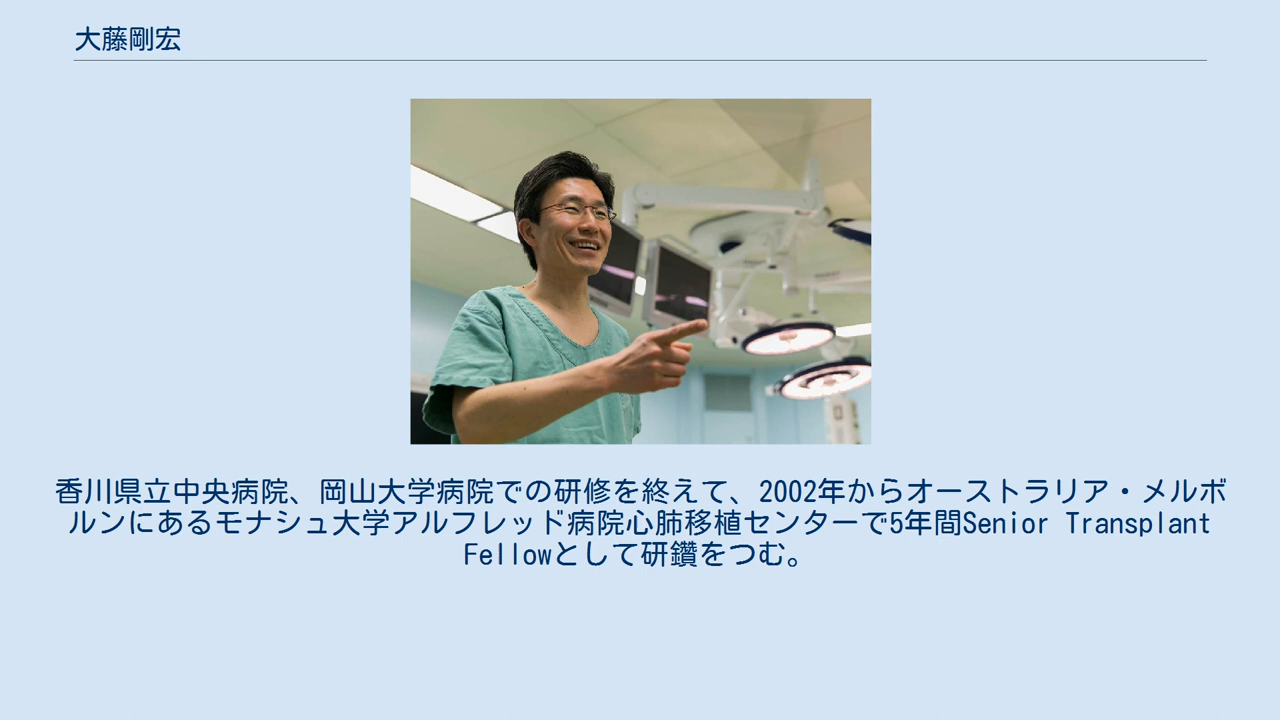 大藤剛宏
香川県立中央病院、岡山大学病院での研修を終えて、2002年からオーストラリア・メルボ
ルンにあるモナシュ大学アルフレッド病院心肺移植センターで5年間Senior Transplant
Fellowとして研鑽をつむ。